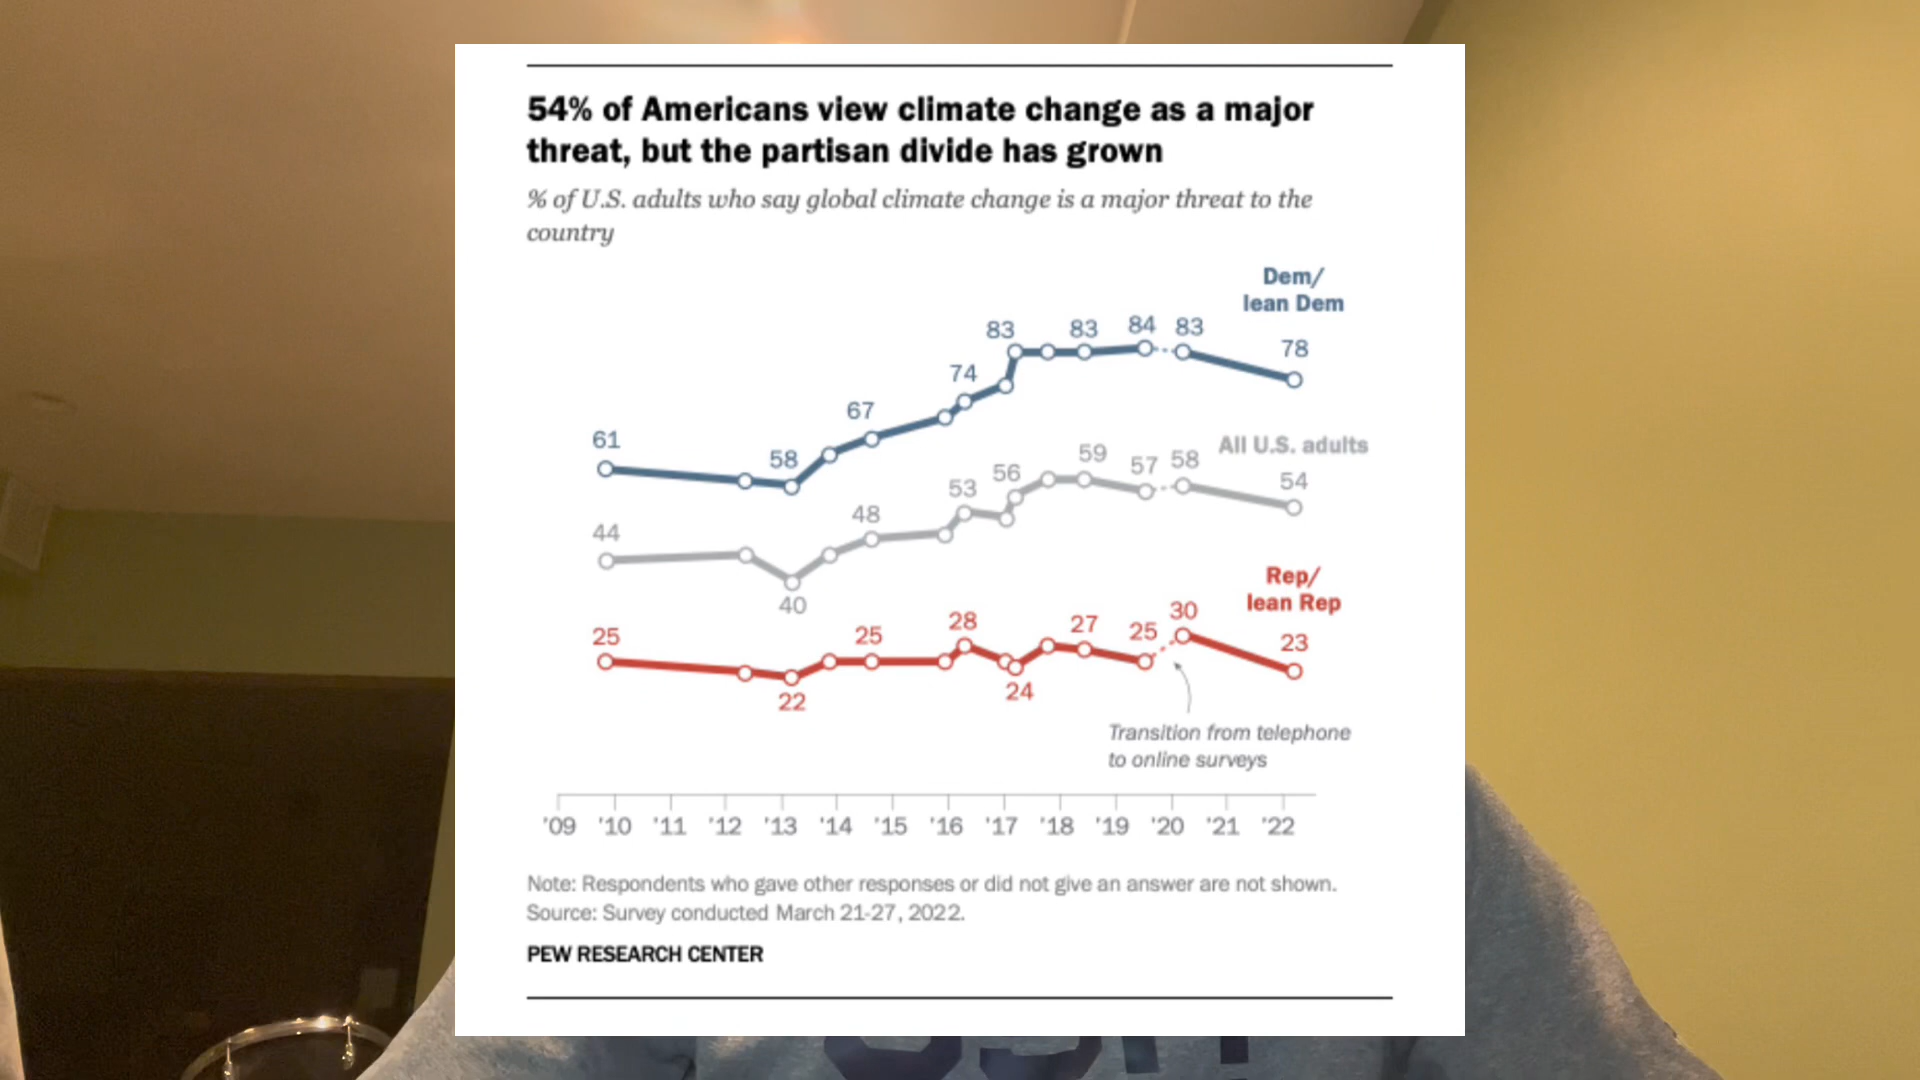 54% of Americans view climate change as a major
threat, but the partisan divide has grown
% of U.S. adults who say global climate change is a major threat to the
country
Dem/
lean Dem
83
83
84
83
78
74
67
61
58
All U.S. adults
59
57
58
54
56
53
48
44
40
Rep/
lean Rep
30
28
27
25
23
25
25
24
22
Transition from telephone
to online surveys
'09 '10 '11 '12 '13 '14 '15 '16 '17 '18 '19 '20 '21 '22
Note: Respondents who gave other responses or did not give an answer are not shown.
Source: Survey conducted March 21-27, 2022.
PEW RESEARCH CENTER